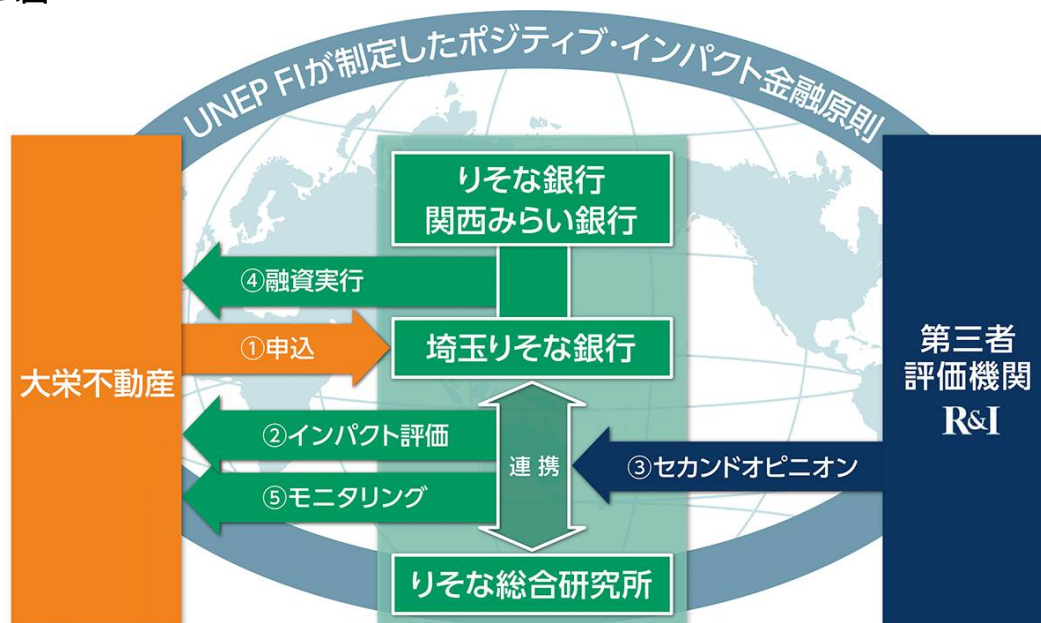 UNEP FIが制定したポジティブ・インパクト金融原則
りそな銀行
関西みらい銀行
④融資実行
①申込
埼玉りそな銀行
大栄不動産
第三者
評価機関
R&I
②インパクト評価
連携
③セカンドオピニオン
⑤モニタリング
りそな総合研究所